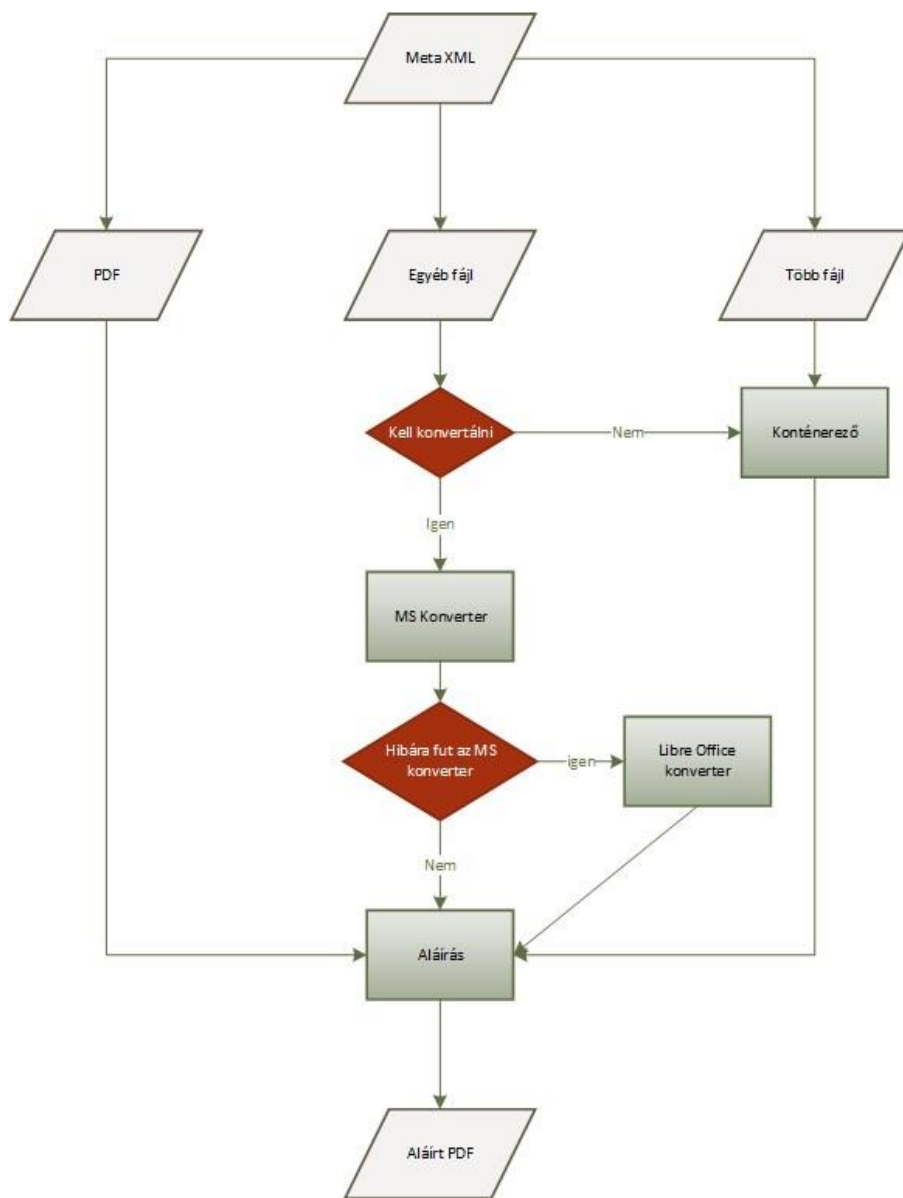 Meta XML
PDF
Egyéb fájl
Több fájl
Kell konvertálni
Nem
Konténerező
Igen
MS Konverter
Hibára fut az MS
konverter
igen
Libre Office
konverter
Nem
Aláírás
Aláírt PDF